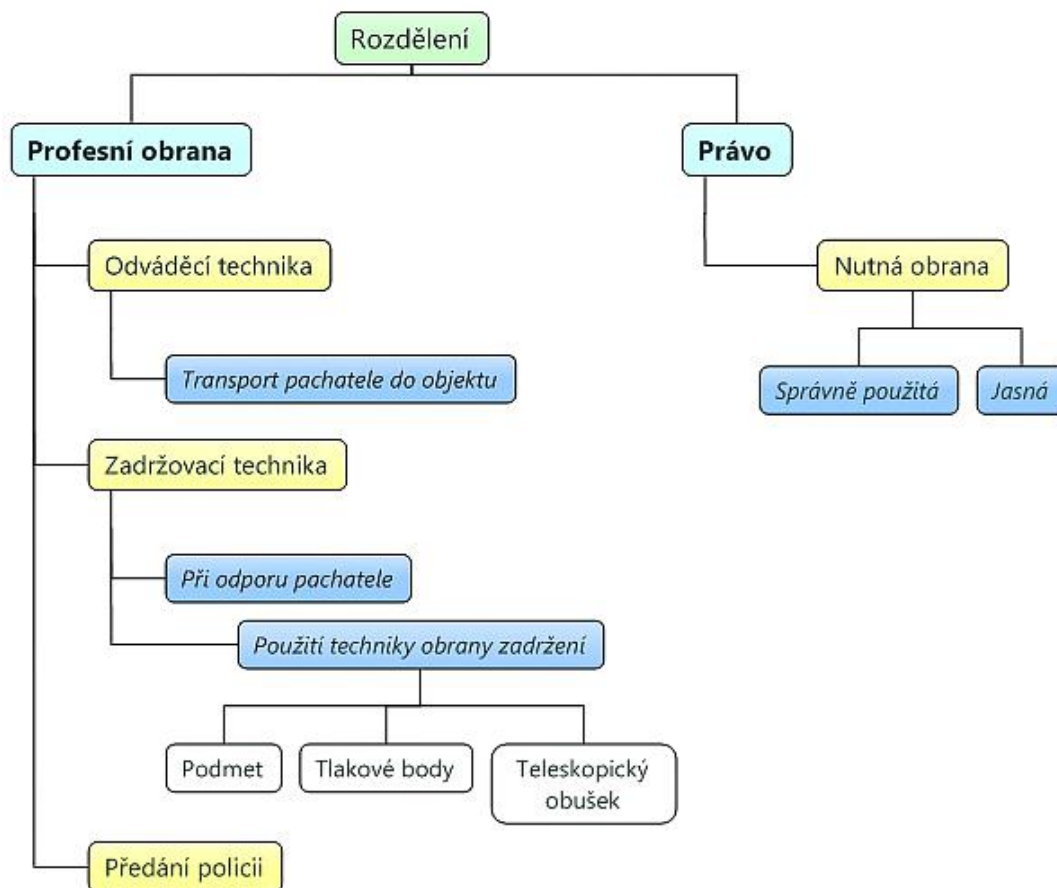 Rozdělení
Profesní obrana
Právo
Odváděcí technika
Nutná obrana
Transport pachatele do objektu
Správně použitá
Jasná
Zadržovací technika
Při odporu pachatele
Použití techniky obrany zadržení
Podmet
Tlakové body
Teleskopický
obušek
Předání policii